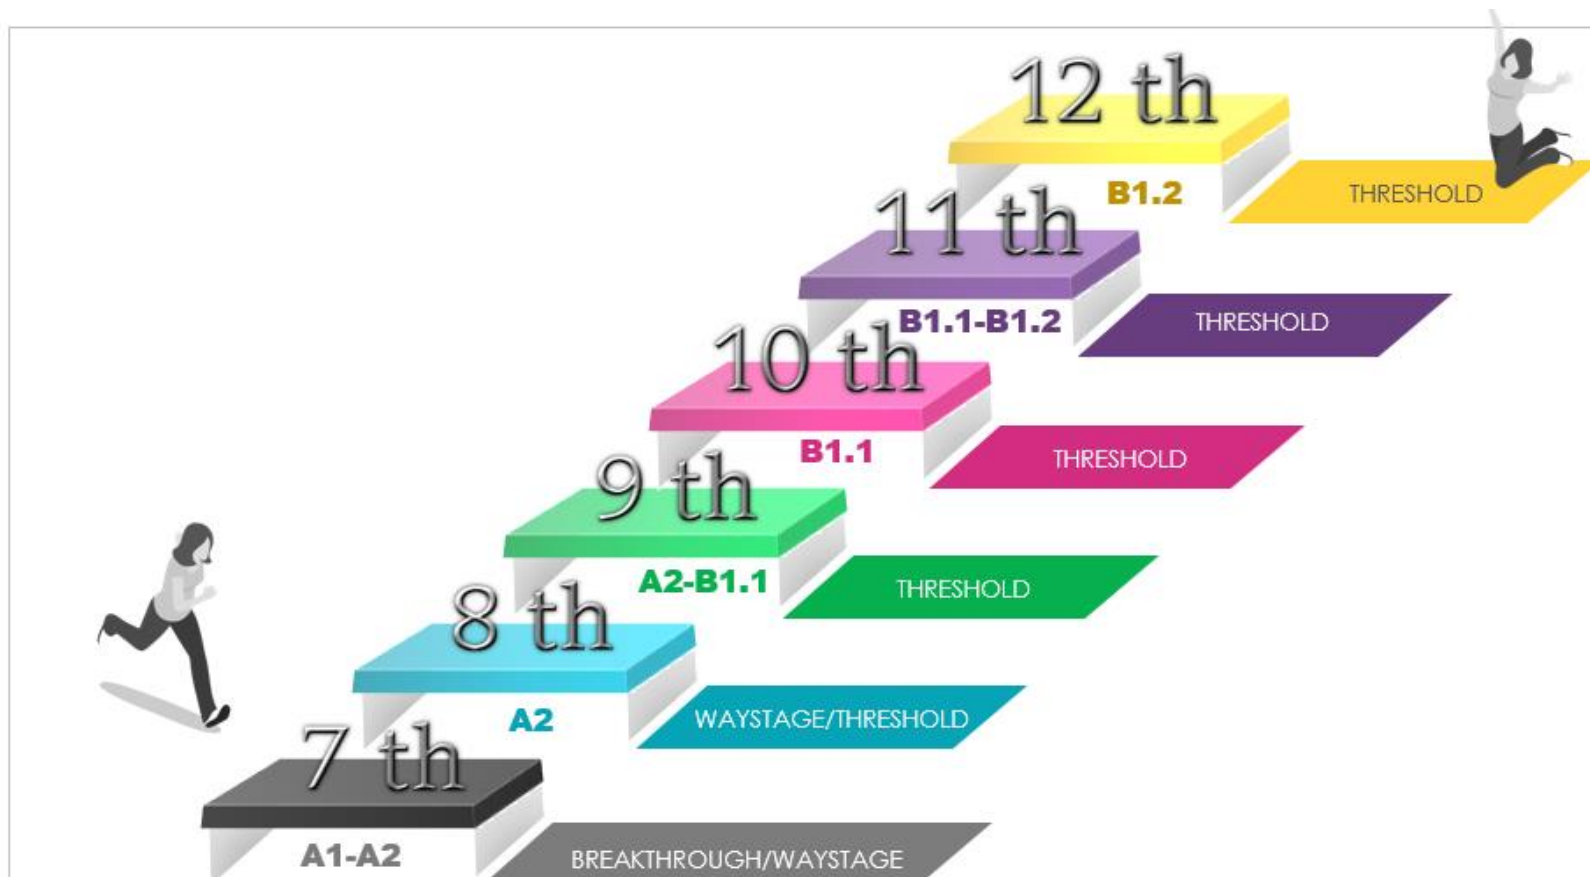 12 th
B1.2
THRESHOLD
11 th
B1.1-B1.2
THRESHOLD
10 th
B1.1
THRESHOLD
9 th
A2-B1.1
THRESHOLD
8 th
A2
WAYSTAGE/THRESHOLD
7 th
A1-A2
BREAKTHROUGH/WAYSTAGE